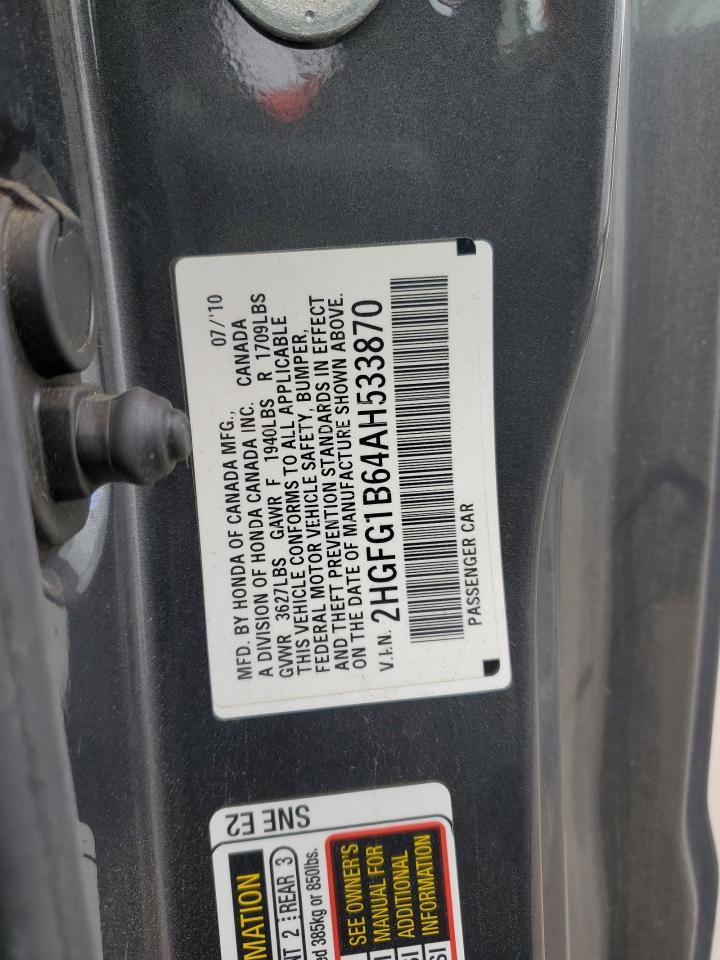 MFD. BY HONDA OF CANADA MFG., 07/'10
A DIVISION OF HONDA CANADA INC. CANADA
GVWR 3627LBS GAWR F 1940LBS R 1709LBS
THIS VEHICLE CONFORMS TO ALL APPLICABLE
FEDERAL MOTOR VEHICLE SAFETY, BUMPER,
AND THEFT PREVENTION STANDARDS IN EFFECT
ON THE DATE OF MANUFACTURE SHOWN ABOVE.
V.I.N. 2HGFG1B64AH533870
PASSENGER CAR
SNE E2
2 REAR 3
385kg or 850lbs.
SEE OWNER'S
MANUAL FOR
ADDITIONAL
INFORMATION